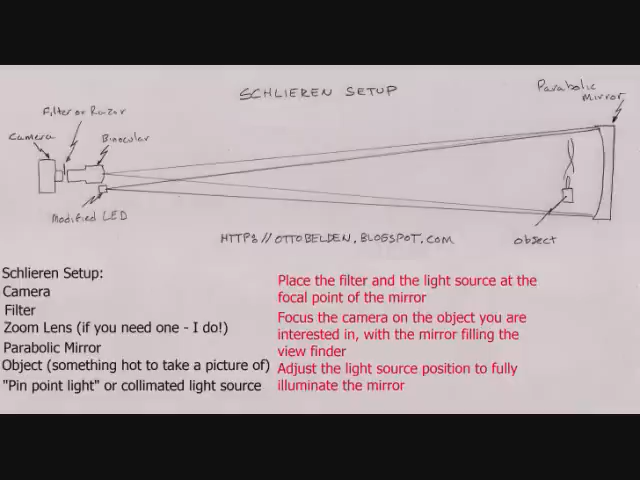 SCHLIEREN SETUP
Parabolic
Mirror
Filter or Razor
Camera
Binocular
Modified LED
HTTP://OTTOBELDEN.BLOGSPOT.COM
object
Schlieren Setup:
Camera
Filter
Zoom Lens (if you need one - I do!)
Parabolic Mirror
Object (something hot to take a picture of)
"Pin point light" or collimated light source
Place the filter and the light source at the
focal point of the mirror
Focus the camera on the object you are
interested in, with the mirror filling the
view finder
Adjust the light source position to fully
illuminate the mirror